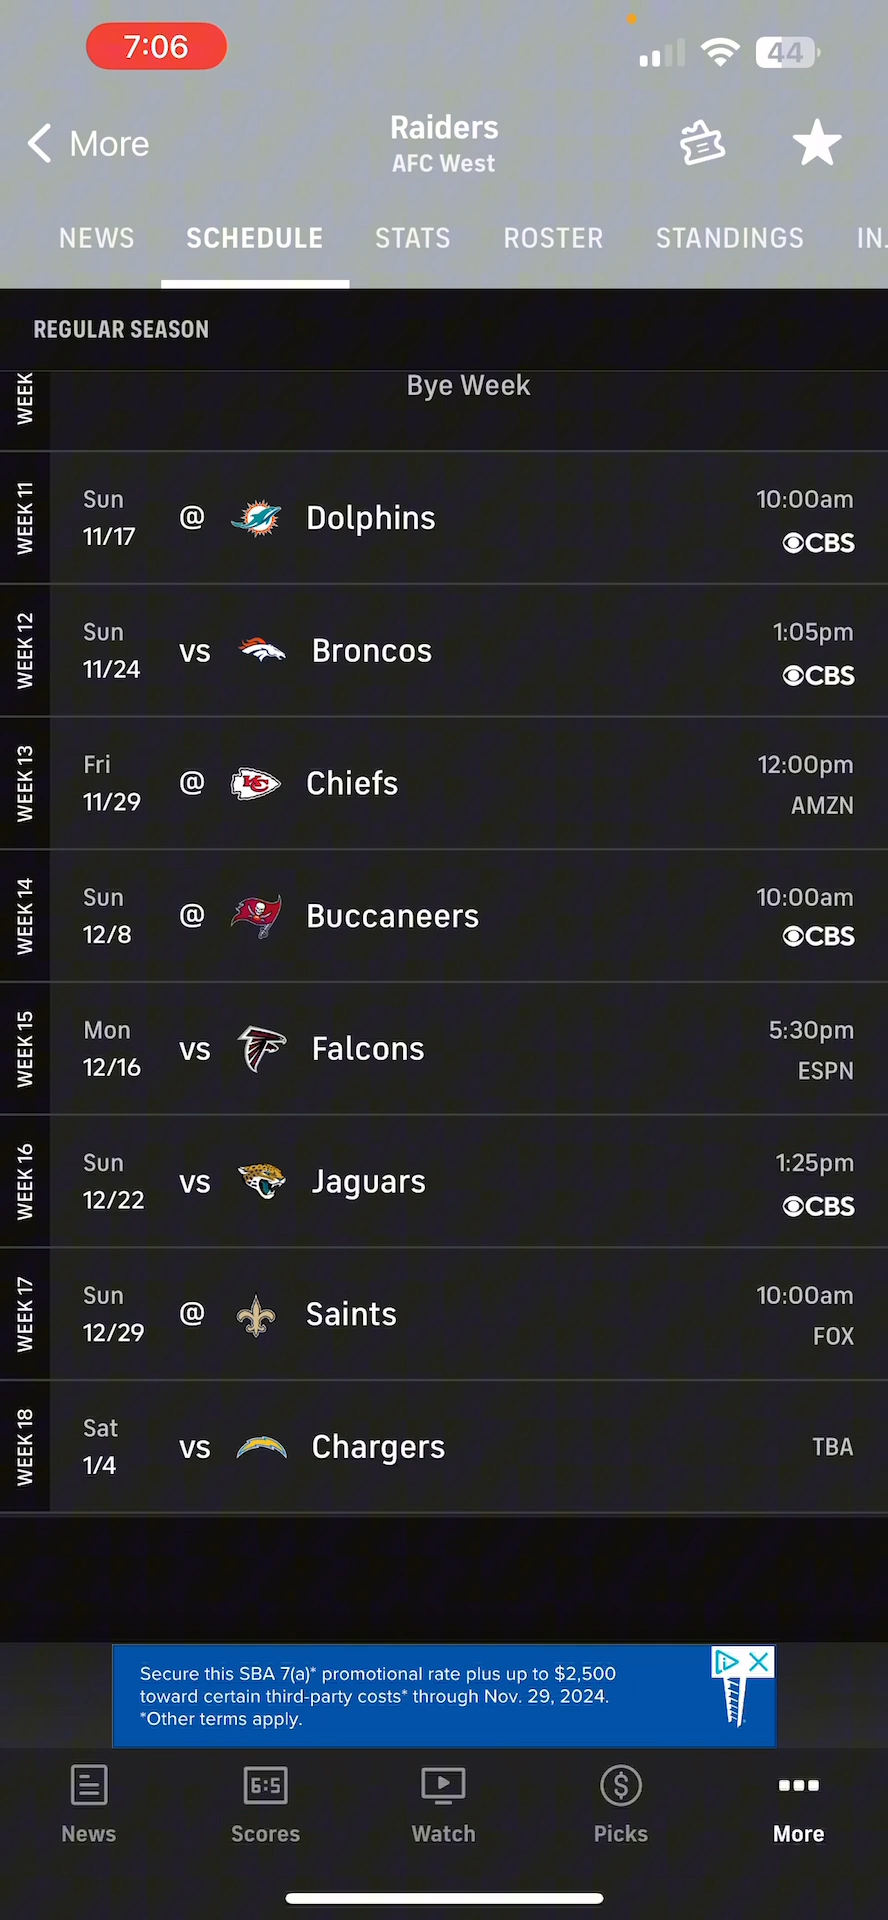 7:06
44
More
Raiders
AFC West
NEWS
SCHEDULE
STATS
ROSTER
STANDINGS
IN.
REGULAR SEASON
WEEK
Bye Week
WEEK 11
Sun
11/17
@
Dolphins
10:00am
CBS
WEEK 12
Sun
11/24
vs
Broncos
1:05pm
CBS
WEEK 13
Fri
11/29
@
KC
Chiefs
12:00pm
AMZN
WEEK 14
Sun
12/8
@
Buccaneers
10:00am
CBS
WEEK 15
Mon
12/16
vs
Falcons
5:30pm
ESPN
WEEK 16
Sun
12/22
vs
Jaguars
1:25pm
CBS
WEEK 17
Sun
12/29
@
Saints
10:00am
FOX
WEEK 18
Sat
1/4
vs
Chargers
TBA
Secure this SBA 7(a)* promotional rate plus up to $2,500
toward certain third-party costs* through Nov. 29, 2024.
*Other terms apply.
6:5
$
News
Scores
Watch
Picks
More